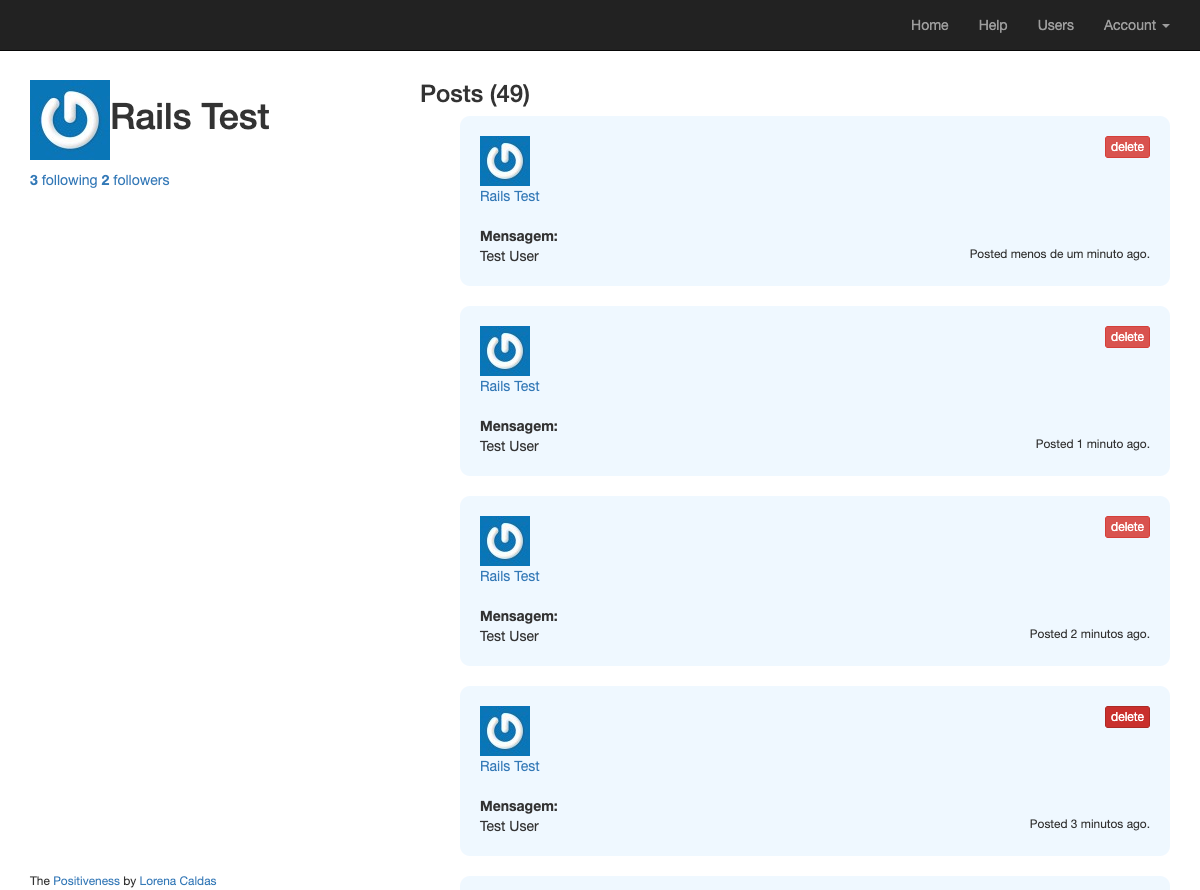 Home Help Users Account
Rails Test
3 following 2 followers
Posts (49)
delete
Rails Test
Mensagem:
Test User
Posted menos de um minuto ago.
delete
Rails Test
Mensagem:
Test User
Posted 1 minuto ago.
delete
Rails Test
Mensagem:
Test User
Posted 2 minutos ago.
delete
Rails Test
Mensagem:
Test User
Posted 3 minutos ago.
The Positiveness by Lorena Caldas